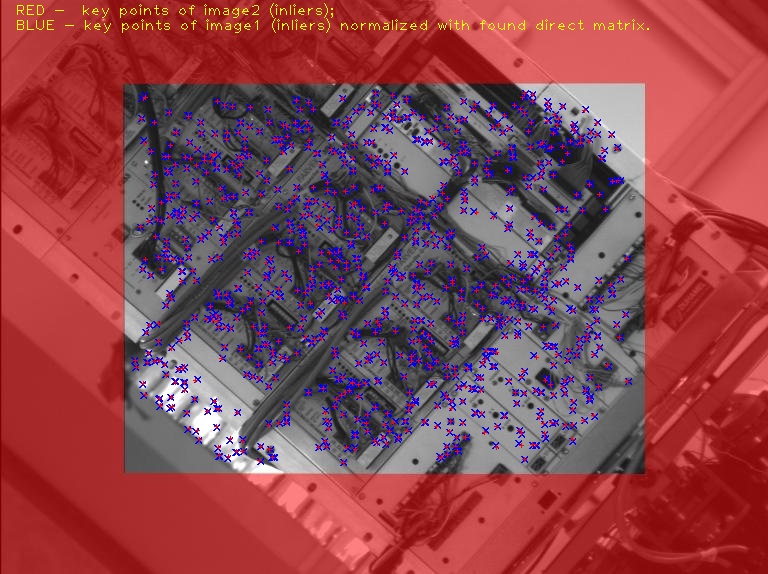 RED – key points of image2 (inliers);
BLUE – key points of image1 (inliers) normalized with found direct matrix.